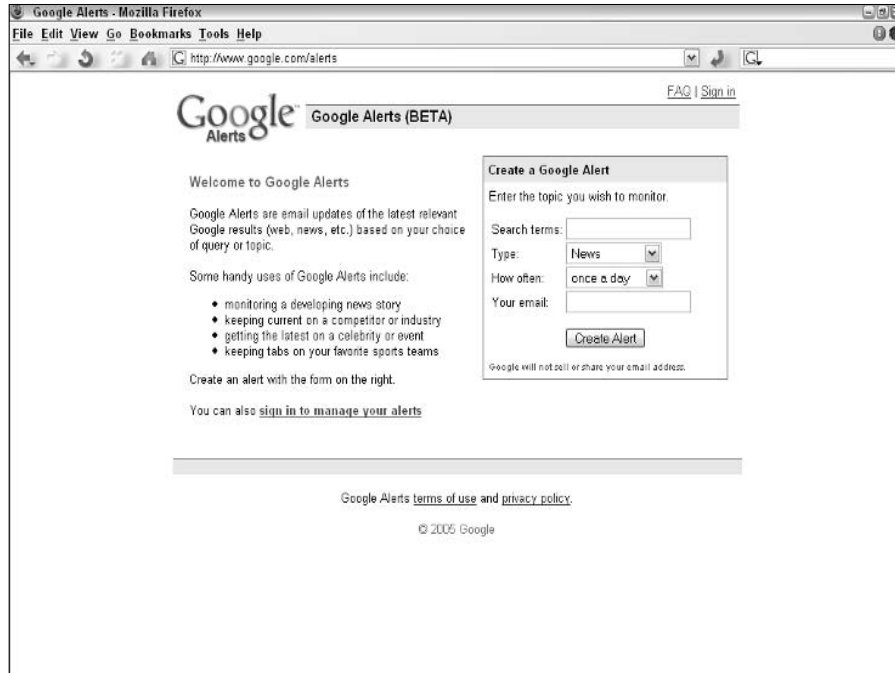 Google Alerts - Mozilla Firefox
File Edit View Go Bookmarks Tools Help
http://www.google.com/alerts
FAQ | Sign in
Google™
Alerts
Google Alerts (BETA)
Welcome to Google Alerts
Google Alerts are email updates of the latest relevant
Google results (web, news, etc.) based on your choice
of query or topic.
Some handy uses of Google Alerts include:
• monitoring a developing news story
• keeping current on a competitor or industry
• getting the latest on a celebrity or event
• keeping tabs on your favorite sports teams
Create an alert with the form on the right.
You can also sign in to manage your alerts
Create a Google Alert
Enter the topic you wish to monitor.
Search terms:
Type: News
How often: once a day
Your email:
Create Alert
Google will not sell or share your email address.
Google Alerts terms of use and privacy policy.
© 2005 Google